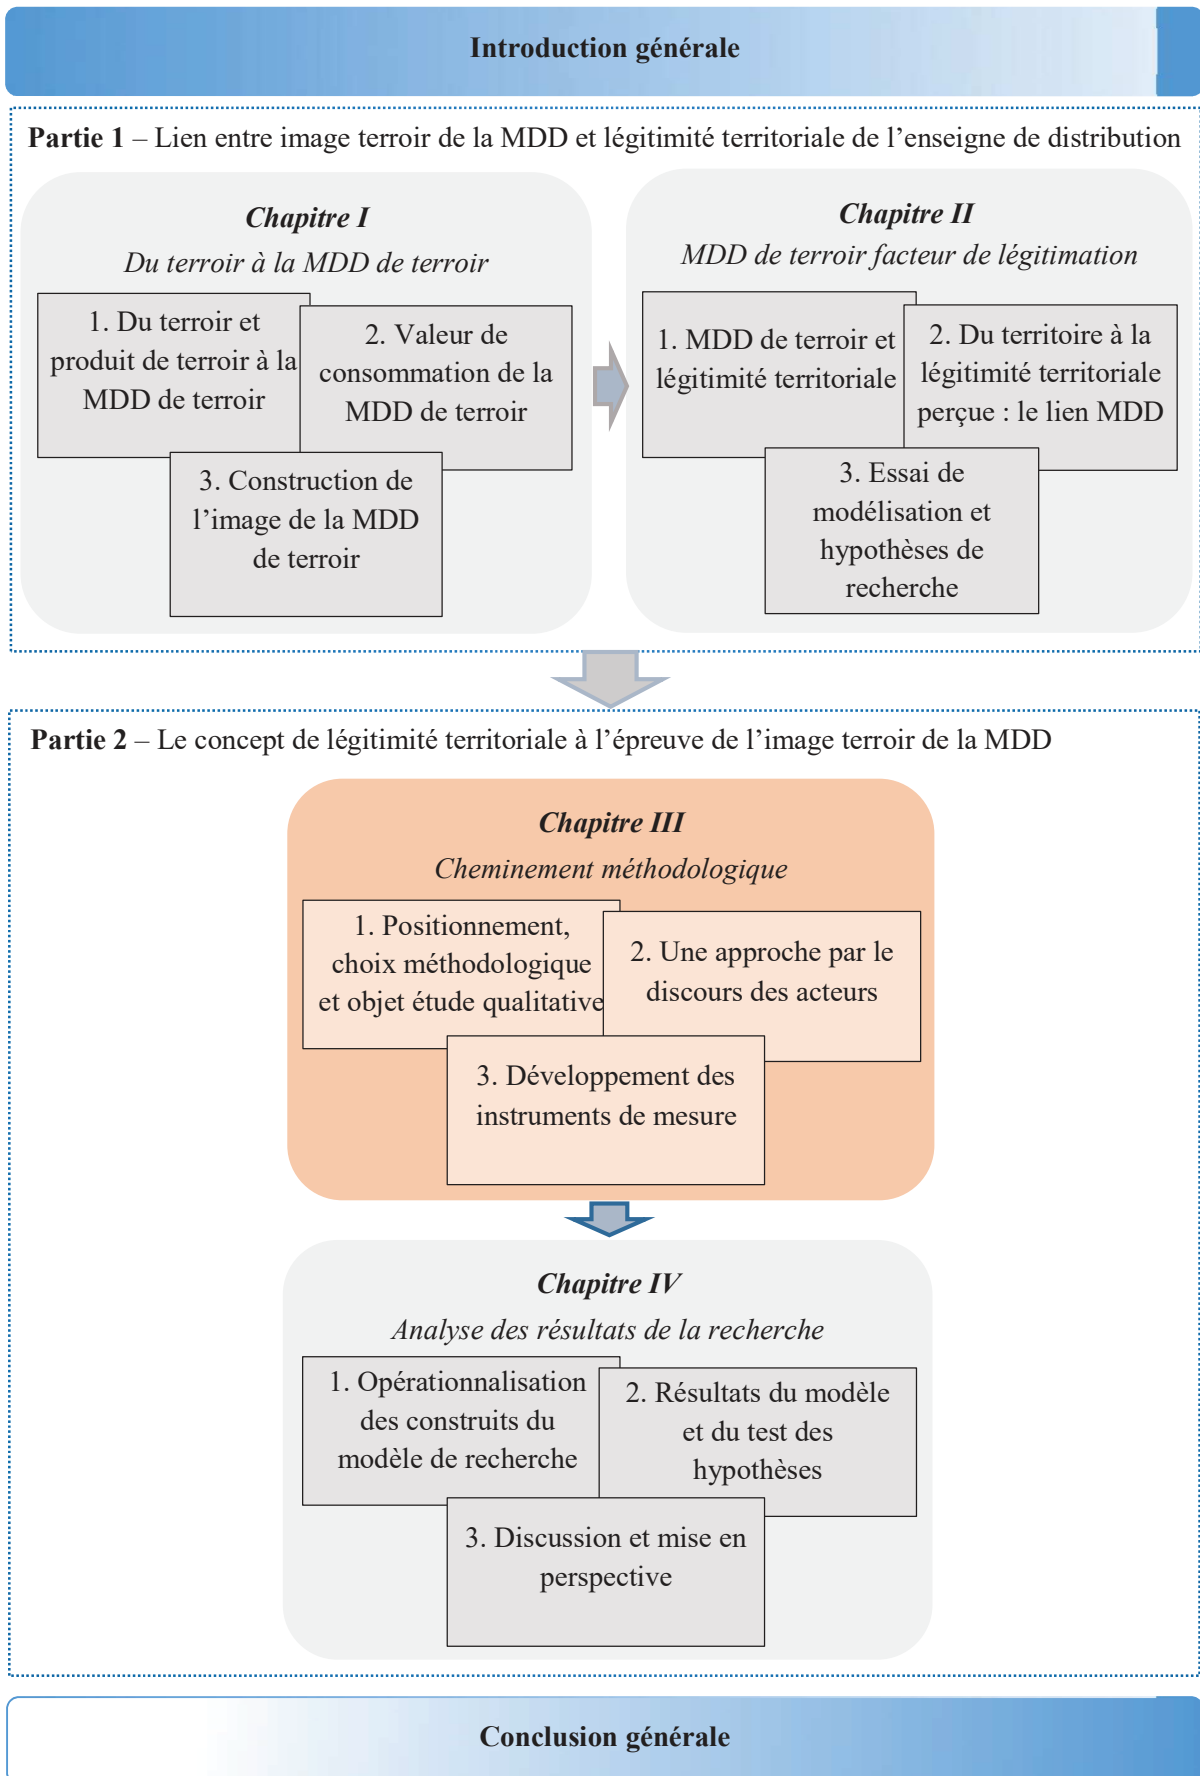 Introduction générale
Partie 1 – Lien entre image terroir de la MDD et légitimité territoriale de l’enseigne de distribution
Chapitre I
Du terroir à la MDD de terroir
1. Du terroir et
produit de terroir à la
MDD de terroir
2. Valeur de
consommation de la
MDD de terroir
3. Construction de
l’image de la MDD
de terroir
Chapitre II
MDD de terroir facteur de légitimation
1. MDD de terroir et
légitimité territoriale
2. Du territoire à la
légitimité territoriale
perçue : le lien MDD
3. Essai de
modélisation et
hypothèses de
recherche
Partie 2 – Le concept de légitimité territoriale à l’épreuve de l’image terroir de la MDD
Chapitre III
Cheminement méthodologique
1. Positionnement,
choix méthodologique
et objet étude qualitative
2. Une approche par le
discours des acteurs
3. Développement des
instruments de mesure
Chapitre IV
Analyse des résultats de la recherche
1. Opérationnalisation
des construits du
modèle de recherche
2. Résultats du modèle
et du test des
hypothèses
3. Discussion et mise en
perspective
Conclusion générale